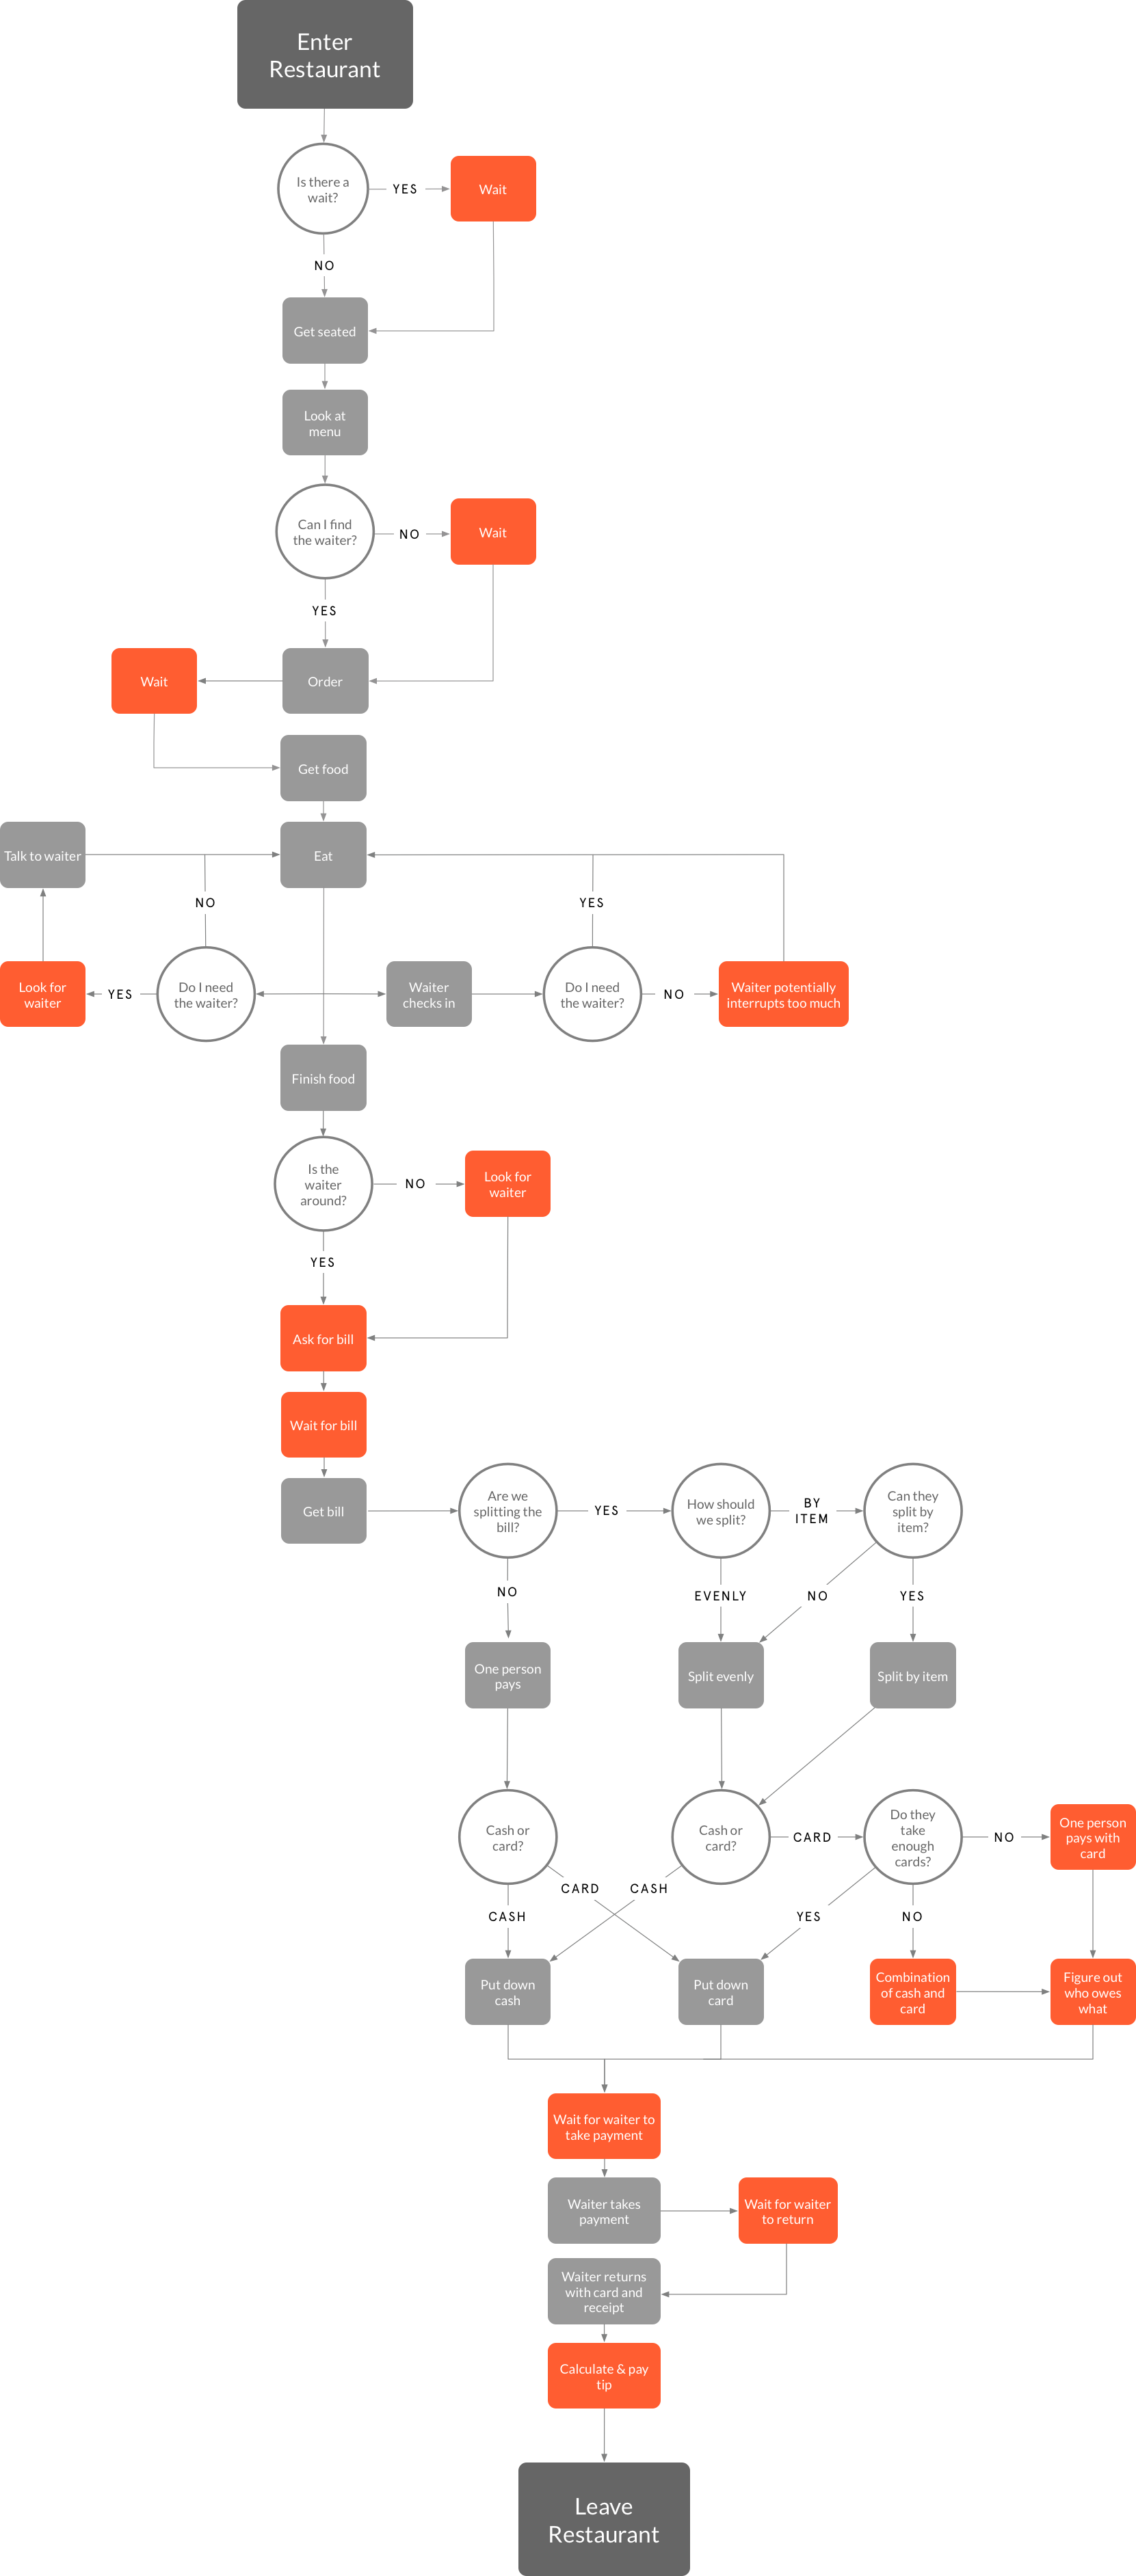 Enter
Restaurant
Is there a
wait?
YES
Wait
NO
Get seated
Look at
menu
Can I find
the waiter?
NO
Wait
YES
Wait
Order
Get food
Talk to waiter
Eat
NO
YES
Look for
waiter
YES
Do I need
the waiter?
Waiter
checks in
Do I need
the waiter?
NO
Waiter potentially
interrupts too much
Finish food
Is the
waiter
around?
NO
Look for
waiter
YES
Ask for bill
Wait for bill
Get bill
Are we
splitting the
bill?
YES
How should
we split?
BY
ITEM
Can they
split by
item?
NO
EVENLY
NO
YES
One person
pays
Split evenly
Split by item
Cash or
card?
Cash or
card?
CARD
Do they
take
enough
cards?
NO
One person
pays with
card
CARD
CASH
CASH
YES
NO
Put down
cash
Put down
card
Combination
of cash and
card
Figure out
who owes
what
Wait for waiter to
take payment
Waiter takes
payment
Wait for waiter
to return
Waiter returns
with card and
receipt
Calculate & pay
tip
Leave
Restaurant